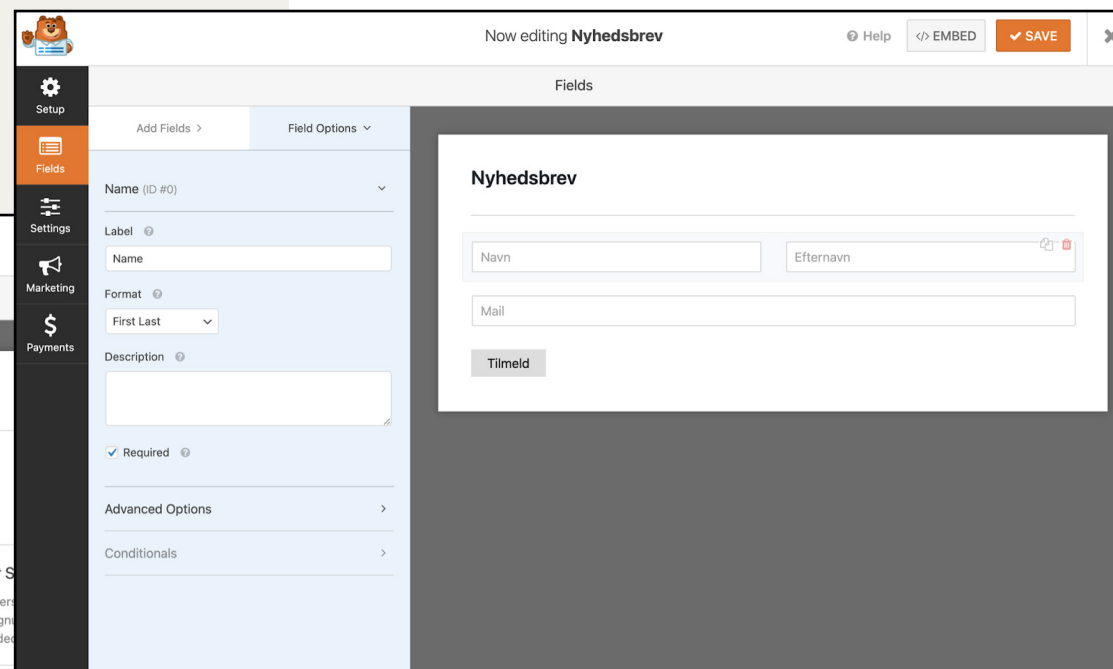 Now editing Nyhedsbrev
Help
</> EMBED
SAVE
Setup
Fields
Settings
Marketing
Payments
Fields
Add Fields >
Field Options
Name (ID #0)
Label
Name
Format
First Last
Description
Required
Advanced Options
Conditionals
Nyhedsbrev
Navn
Efternavn
Mail
Tilmeld